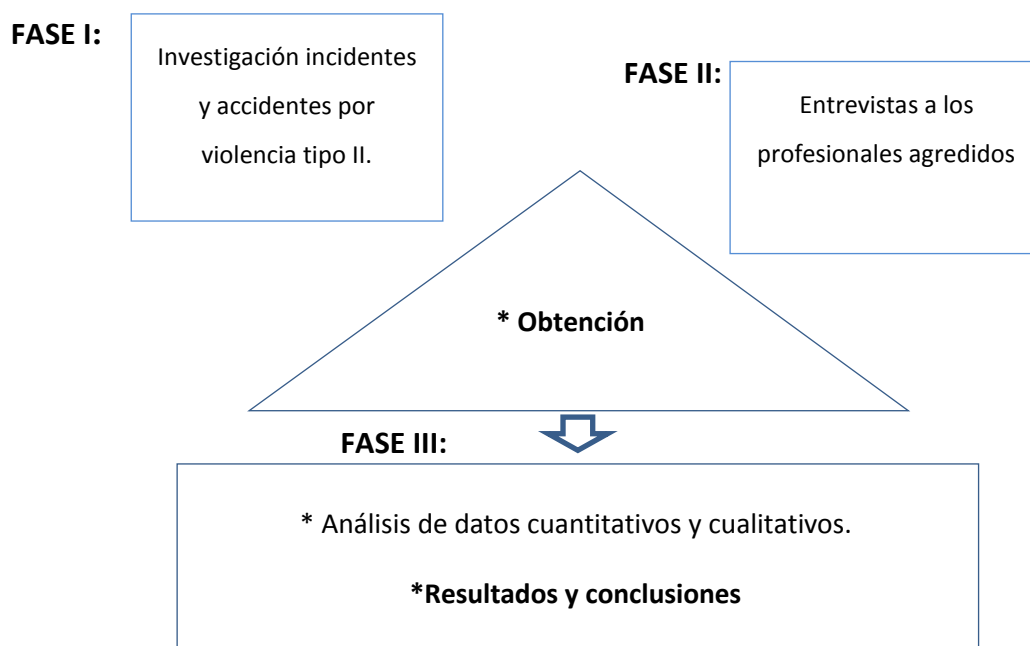 FASE I:
Investigación incidentes
y accidentes por
violencia tipo II.
FASE II:
Entrevistas a los
profesionales agredidos
* Obtención
FASE III:
* Análisis de datos cuantitativos y cualitativos.
*Resultados y conclusiones